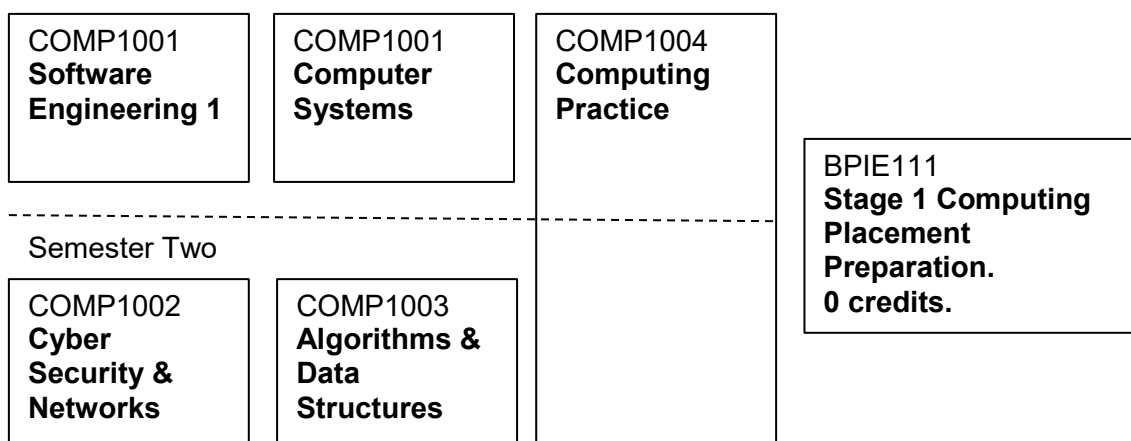 COMP1001
Software
Engineering 1
COMP1001
Computer
Systems
COMP1004
Computing
Practice
BPIE111
Stage 1 Computing
Placement
Preparation.
0 credits.
Semester Two
COMP1002
Cyber
Security &
Networks
COMP1003
Algorithms &
Data
Structures